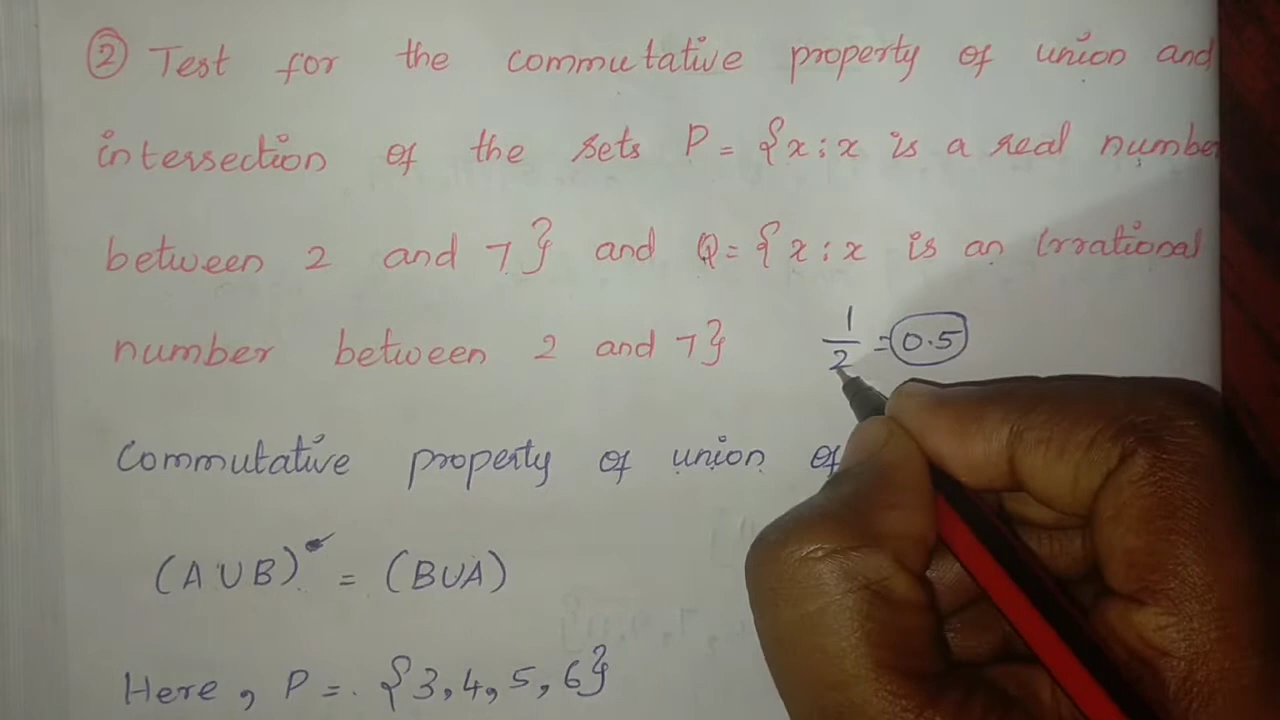 ② Test for the commutative property of union and
intersection of the sets P = {x : x is a real number
between 2 and 7} and Q = {x : x is an Irrational
number between 2 and 7}
1/2 = 0.5
Commutative property of union of
(A ∪ B) = (B ∪ A)
Here, P = {3, 4, 5, 6}